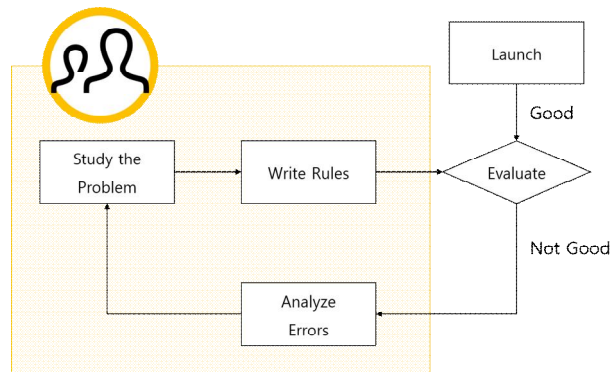 Launch
Good
Study the
Problem
Write Rules
Evaluate
Not Good
Analyze
Errors